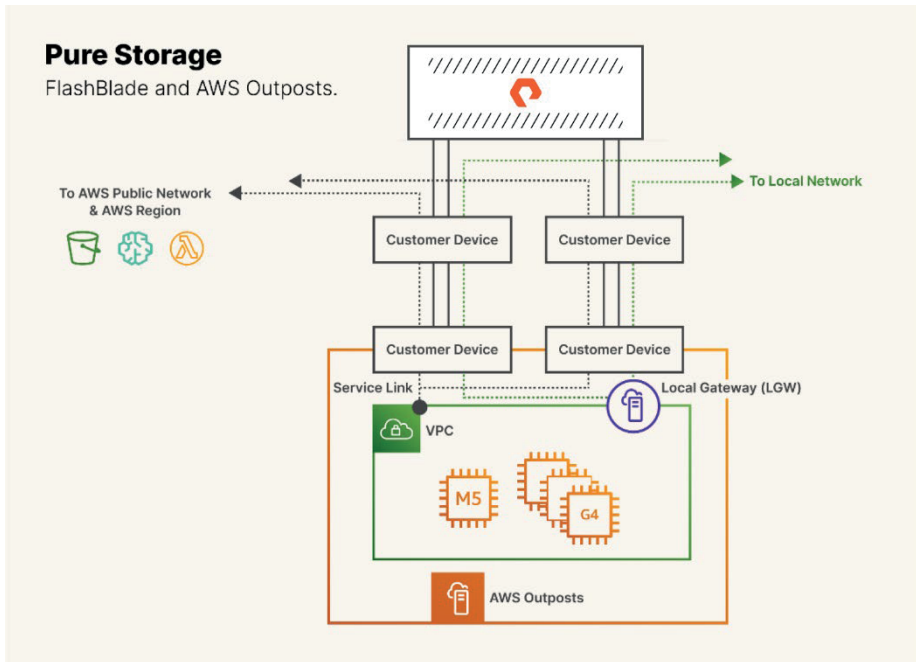 Pure Storage
FlashBlade and AWS Outposts.
To AWS Public Network
& AWS Region
To Local Network
Customer Device
Customer Device
Customer Device
Customer Device
Service Link
Local Gateway (LGW)
VPC
M5
G4
AWS Outposts